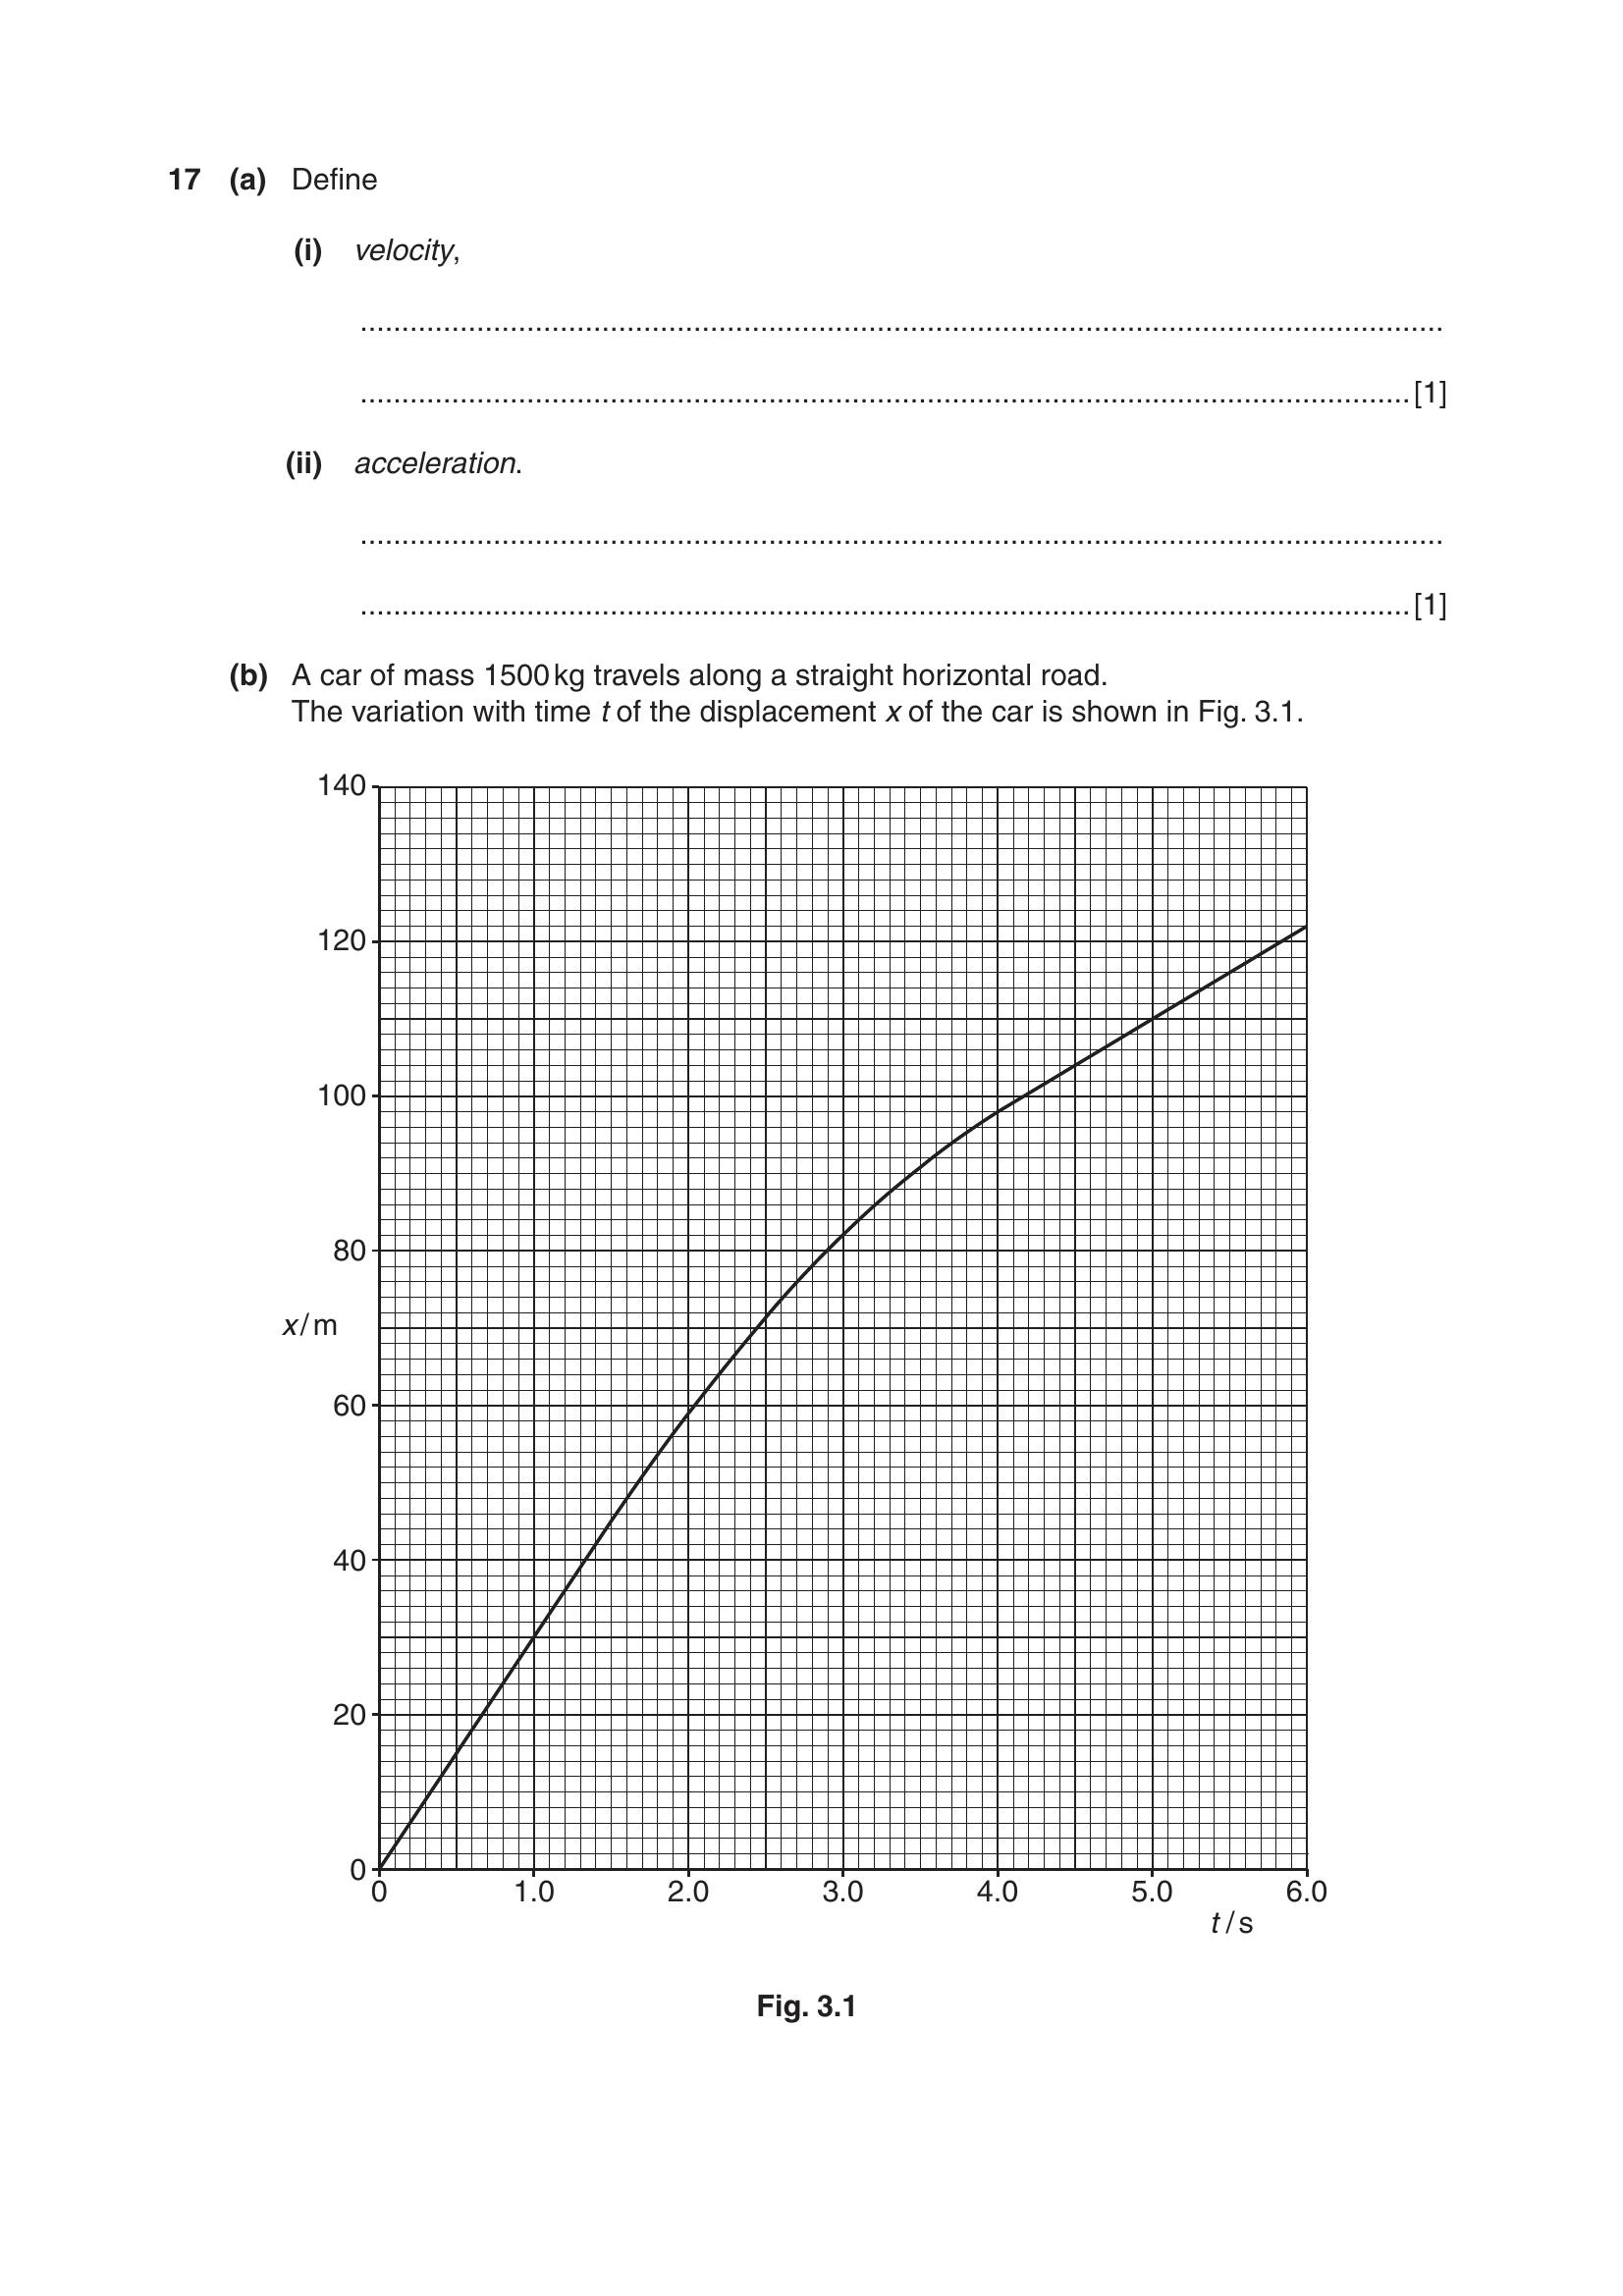 17 (a) Define
(i) velocity,
................................................................................................................................
............................................................................................................................[1]
(ii) acceleration.
................................................................................................................................
............................................................................................................................[1]
(b) A car of mass 1500 kg travels along a straight horizontal road.
The variation with time t of the displacement x of the car is shown in Fig. 3.1.
140
120
100
80
x/m
60
40
20
0
0 1.0 2.0 3.0 4.0 5.0 6.0
t/s
Fig. 3.1